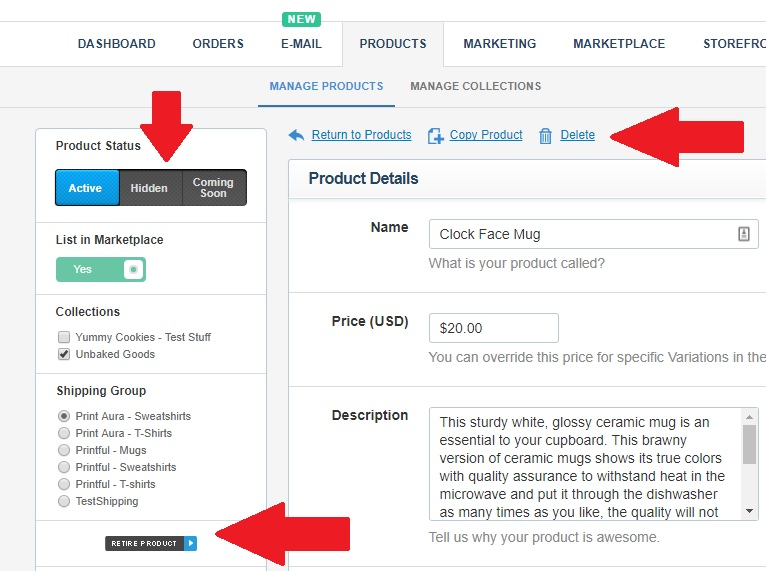 NEW
DASHBOARD ORDERS E-MAIL PRODUCTS MARKETING MARKETPLACE STOREFRO
MANAGE PRODUCTS MANAGE COLLECTIONS
Product Status
Active Hidden Coming Soon
List in Marketplace
Yes
Collections
Yummy Cookies - Test Stuff
Unbaked Goods
Shipping Group
Print Aura - Sweatshirts
Print Aura - T-Shirts
Printful - Mugs
Printful - Sweatshirts
Printful - T-shirts
TestShipping
RETIRE PRODUCT
Return to Products Copy Product Delete
Product Details
Name Clock Face Mug
What is your product called?
Price (USD) $20.00
You can override this price for specific Variations in the
Description
This sturdy white, glossy ceramic mug is an
essential to your cupboard. This brawny
version of ceramic mugs shows its true colors
with quality assurance to withstand heat in the
microwave and put it through the dishwasher
as many times as you like, the quality will not
Tell us why your product is awesome.